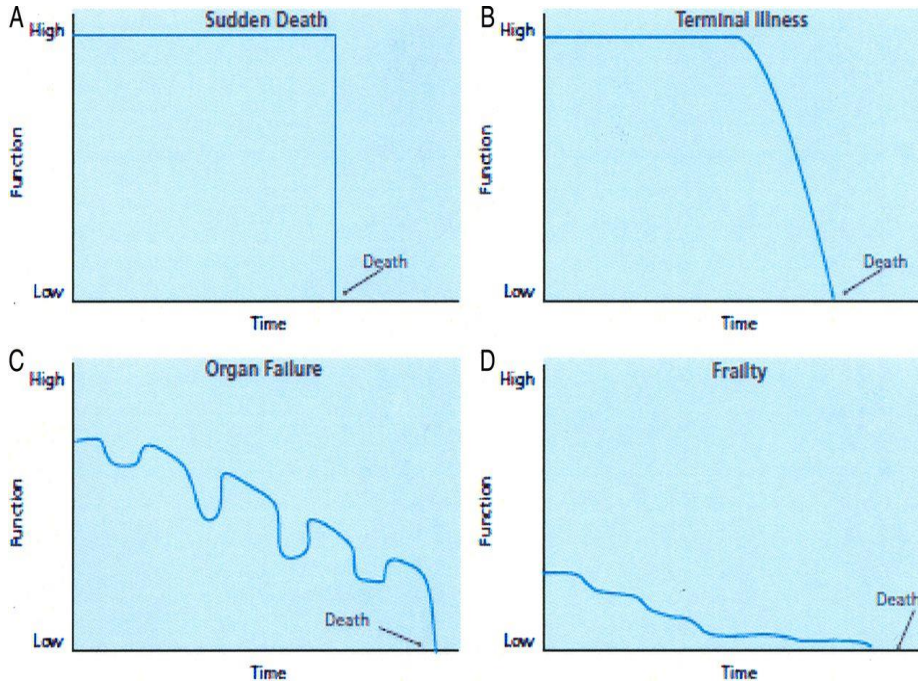 A
Sudden Death
High
Function
Low
Death
Time
B
Terminal Illness
High
Function
Low
Death
Time
C
Organ Failure
High
Function
Low
Death
Time
D
Frailty
High
Function
Low
Death
Time